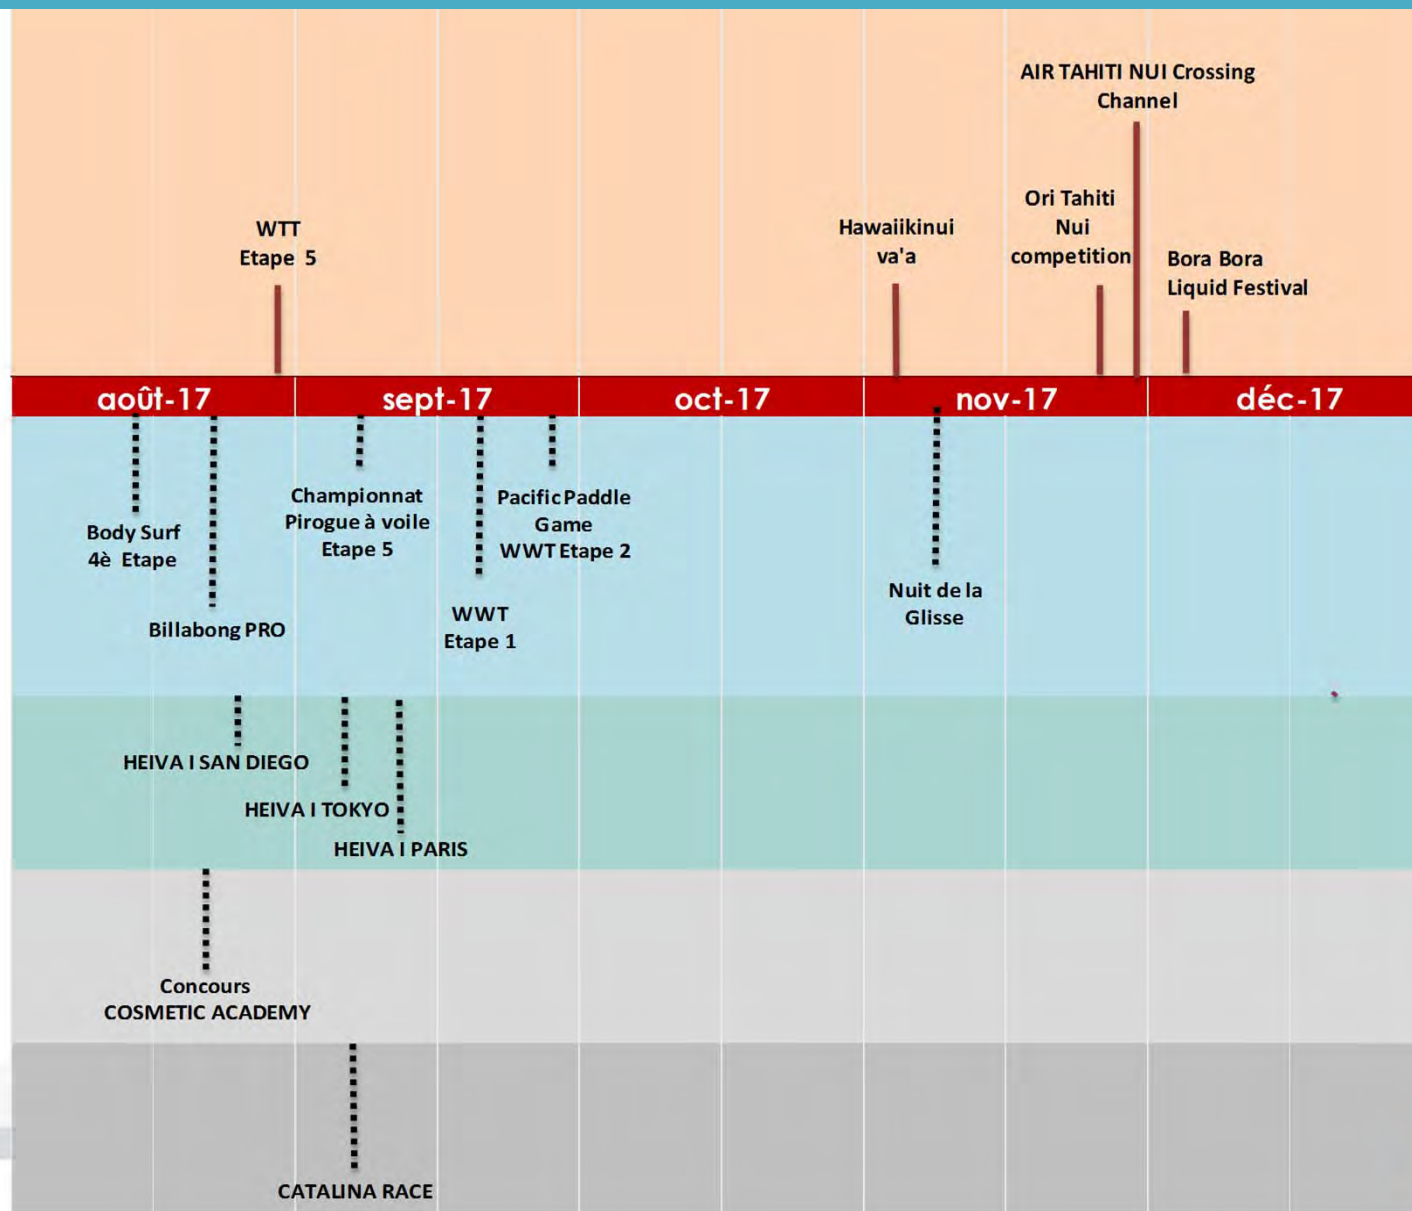 AIR TAHITI NUI Crossing
Channel
Ori Tahiti
Nui
competition
WTT
Etape 5
Hawaiikinui
va'a
Bora Bora
Liquid Festival
août-17
sept-17
oct-17
nov-17
déc-17
Body Surf
4è Etape
Billabong PRO
Championnat
Pirogue à voile
Etape 5
WWT
Etape 1
Pacific Paddle
Game
WWT Etape 2
Nuit de la
Glisse
HEIVA I SAN DIEGO
HEIVA I TOKYO
HEIVA I PARIS
Concours
COSMETIC ACADEMY
CATALINA RACE